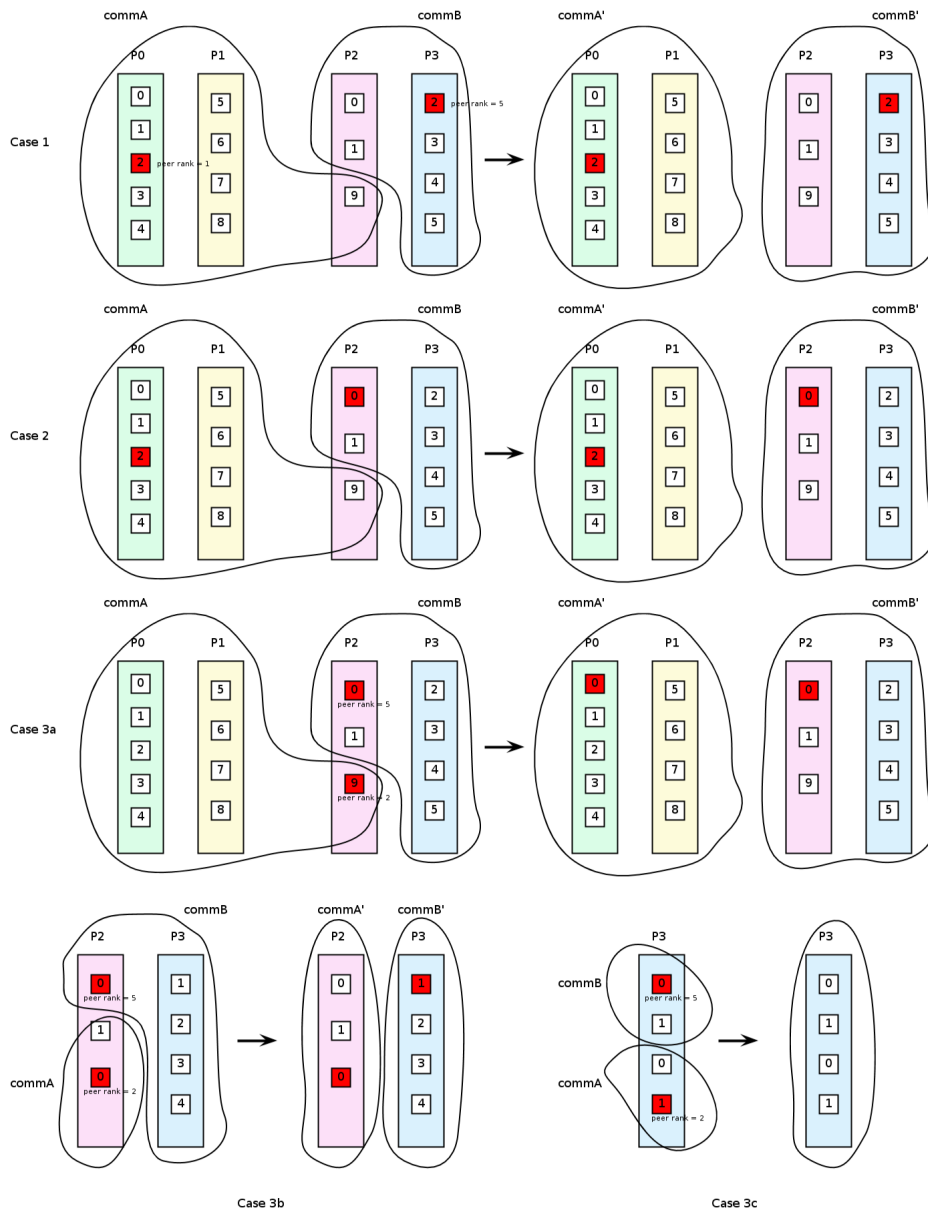 commA commB commA' commB'
P0 P1 P2 P3 P0 P1 P2 P3
Case 1
0 5 0 2 peer rank = 5 0 5 0 2
1 6 1 3 1 6 1 3
2 peer rank = 1 7 9 4 2 7 9 4
3 8 5 3 8 5
4 4
commA commB commA' commB'
P0 P1 P2 P3 P0 P1 P2 P3
Case 2
0 5 0 2 0 5 0 2
1 6 1 3 1 6 1 3
2 7 9 4 2 7 9 4
3 8 5 3 8 5
4 4
commA commB commA' commB'
P0 P1 P2 P3 P0 P1 P2 P3
Case 3a
0 5 0 2 0 5 0 2
peer rank = 5
1 6 1 3 1 6 1 3
2 7 9 4 2 7 9 4
peer rank = 2
3 8 5 3 8 5
4 4
commB commA' commB'
P2 P3 P2 P3 P3
0 1 0 1 commB 0 0
peer rank = 5 peer rank = 5
1 2 1 2 1 1
commA 0 3 0 3 commA 0 0
peer rank = 2
4 4 1 1
peer rank = 2
Case 3b Case 3c